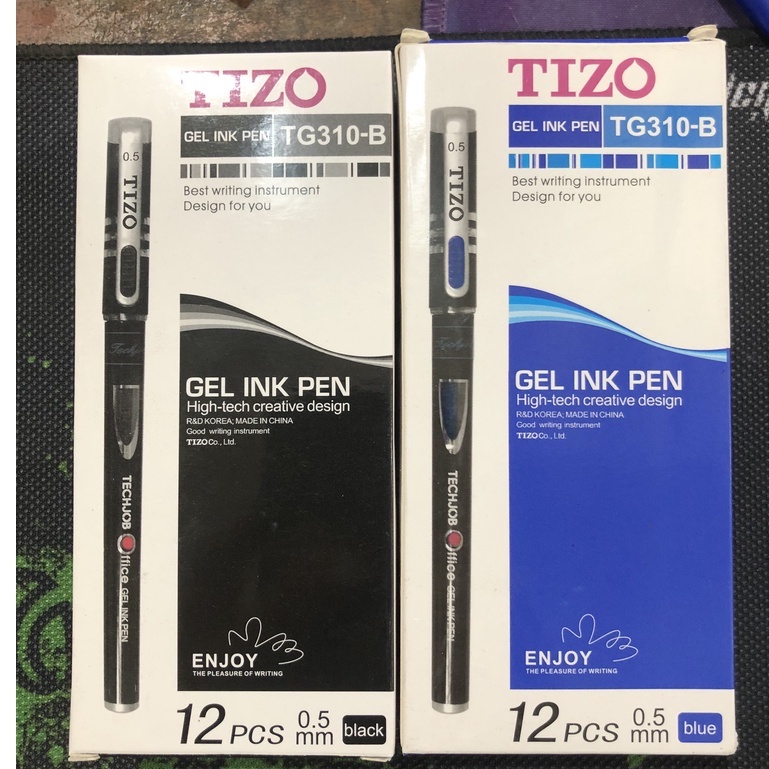 TIZO
GEL INK PEN TG310-B
Best writing instrument
Design for you
0.5
TIZO
GEL INK PEN
High-tech creative design
R&D KOREA; MADE IN CHINA
Good writing instrument
TIZO Co., Ltd.
TECHJOB Office GEL INK PEN
ENJOY
THE PLEASURE OF WRITING
12 PCS 0.5 mm black
TIZO
GEL INK PEN TG310-B
Best writing instrument
Design for you
0.5
TIZO
GEL INK PEN
High-tech creative design
R&D KOREA; MADE IN CHINA
Good writing instrument
TIZO Co., Ltd.
TECHJOB Office GEL INK PEN
ENJOY
THE PLEASURE OF WRITING
12 PCS 0.5 mm blue